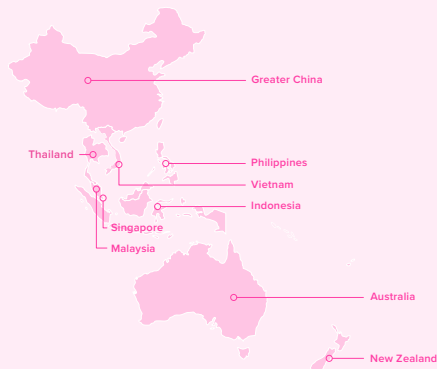 Greater China
Thailand
Philippines
Vietnam
Indonesia
Singapore
Malaysia
Australia
New Zealand